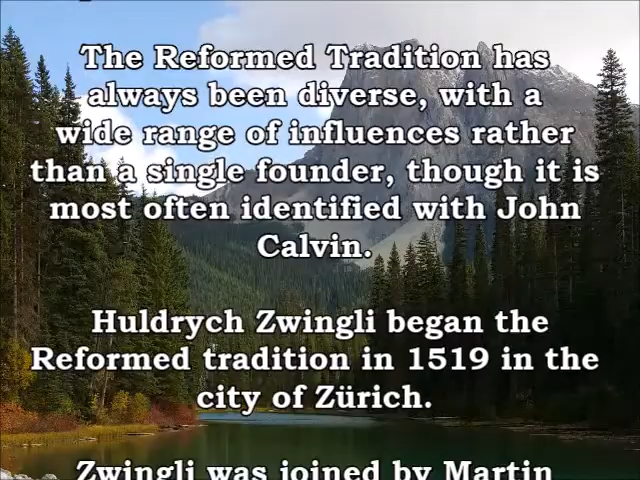 The Reformed Tradition has
always been diverse, with a
wide range of influences rather
than a single founder, though it is
most often identified with John
Calvin.
Huldrych Zwingli began the
Reformed tradition in 1519 in the
city of Zürich.
Zwingli was joined by Martin